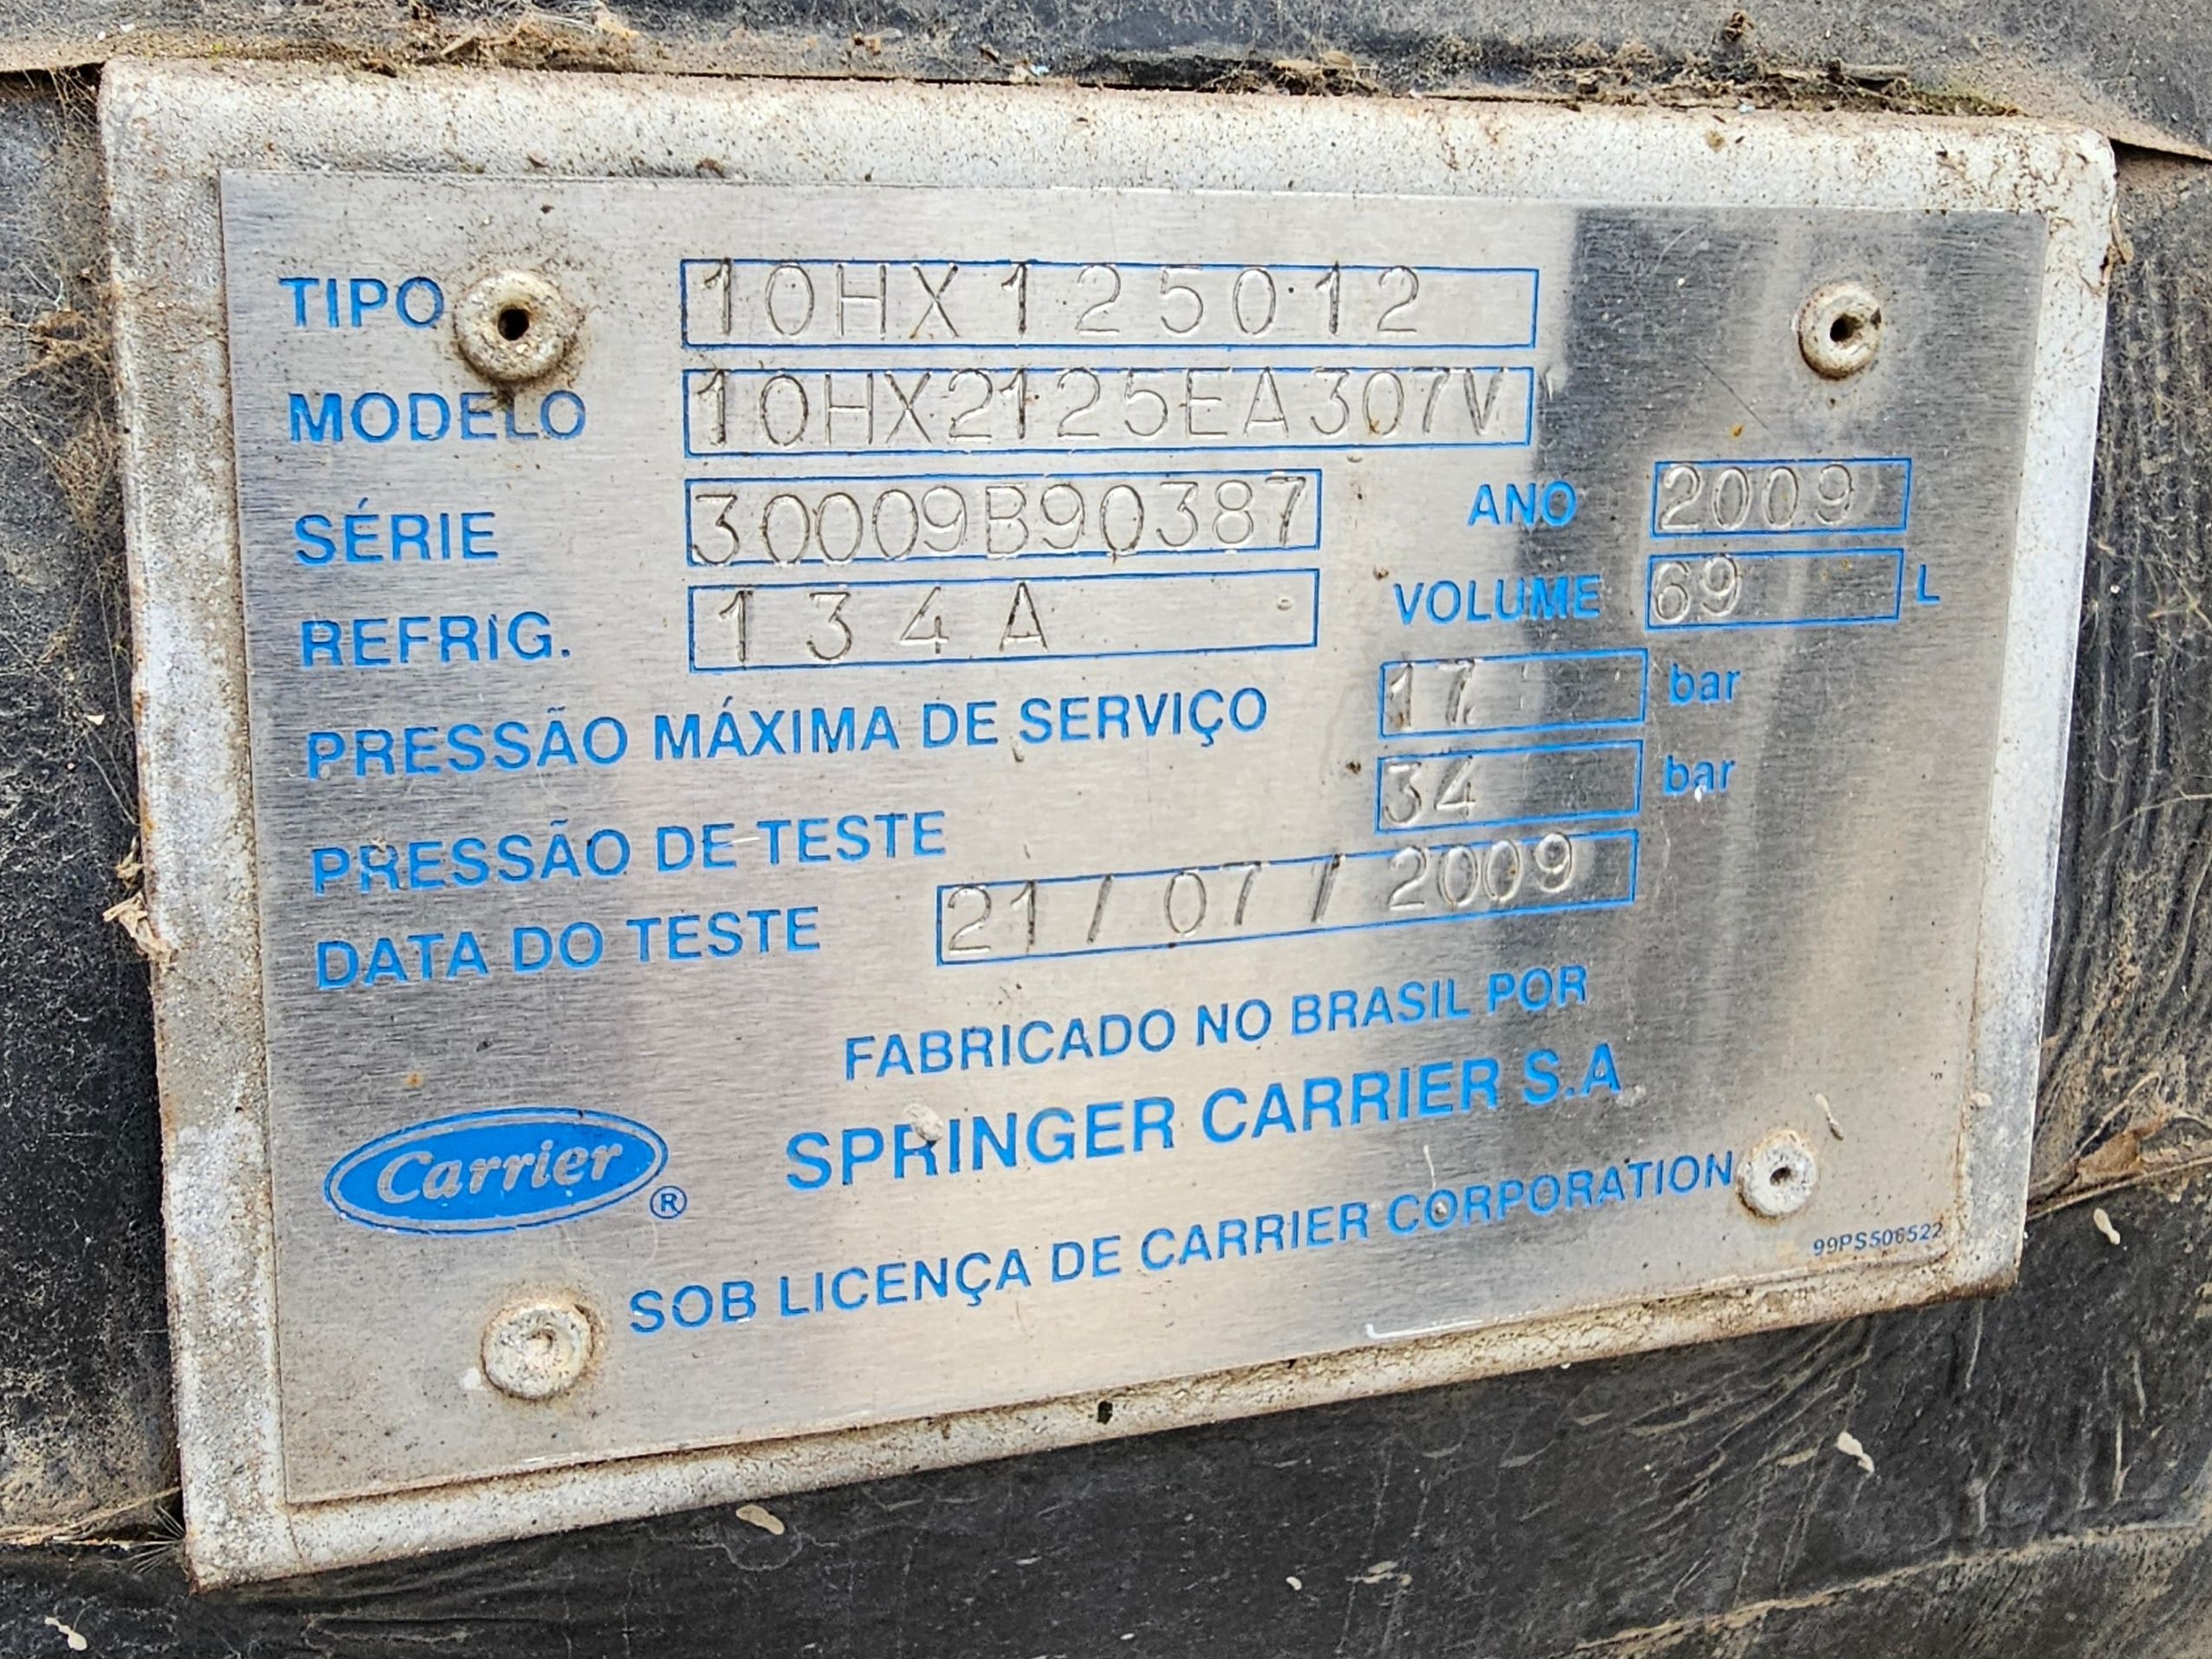 TIPO 10HX125012
MODELO 10HX2125EA307V
SÉRIE 30009B90387 ANO 2009
REFRIG. 134A VOLUME 69 L
PRESSÃO MÁXIMA DE SERVIÇO 17 bar
PRESSÃO DE TESTE 34 bar
DATA DO TESTE 21/07/2009
FABRICADO NO BRASIL POR
Carrier ® SPRINGER CARRIER S.A
SOB LICENÇA DE CARRIER CORPORATION
99PS506522